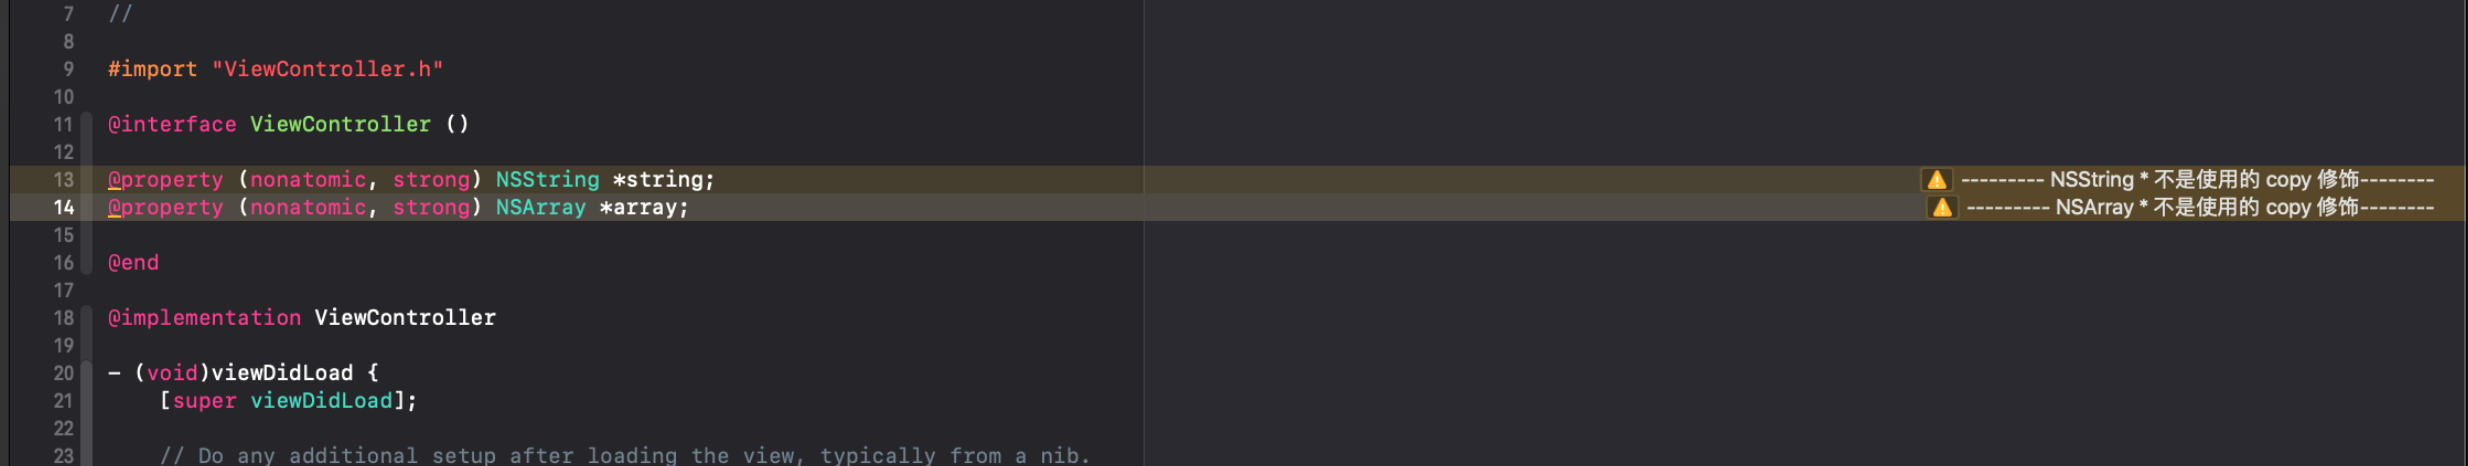 7 //
8
9 #import "ViewController.h"
10
11 @interface ViewController ()
12
13 @property (nonatomic, strong) NSString *string; --------- NSString * 不是使用的 copy 修饰--------
14 @property (nonatomic, strong) NSArray *array; --------- NSArray * 不是使用的 copy 修饰--------
15
16 @end
17
18 @implementation ViewController
19
20 - (void)viewDidLoad {
21 [super viewDidLoad];
22
23 // Do any additional setup after loading the view, typically from a nib.